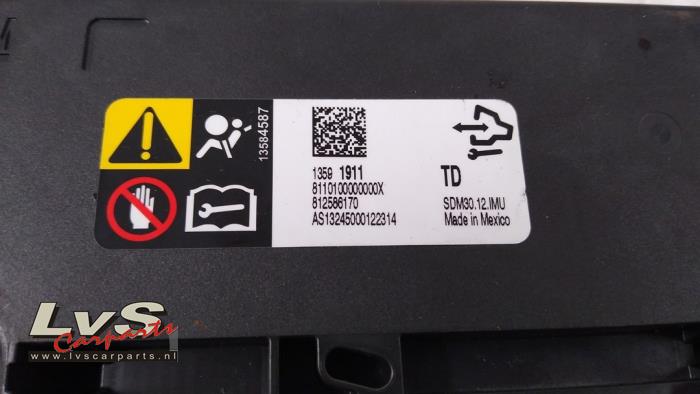 13584587
1359 1911
8110100000000X
812586170
AS13245000122314
TD
SDM30.12.IMU
Made in Mexico
LvS
Carparts
www.lvscarparts.nl